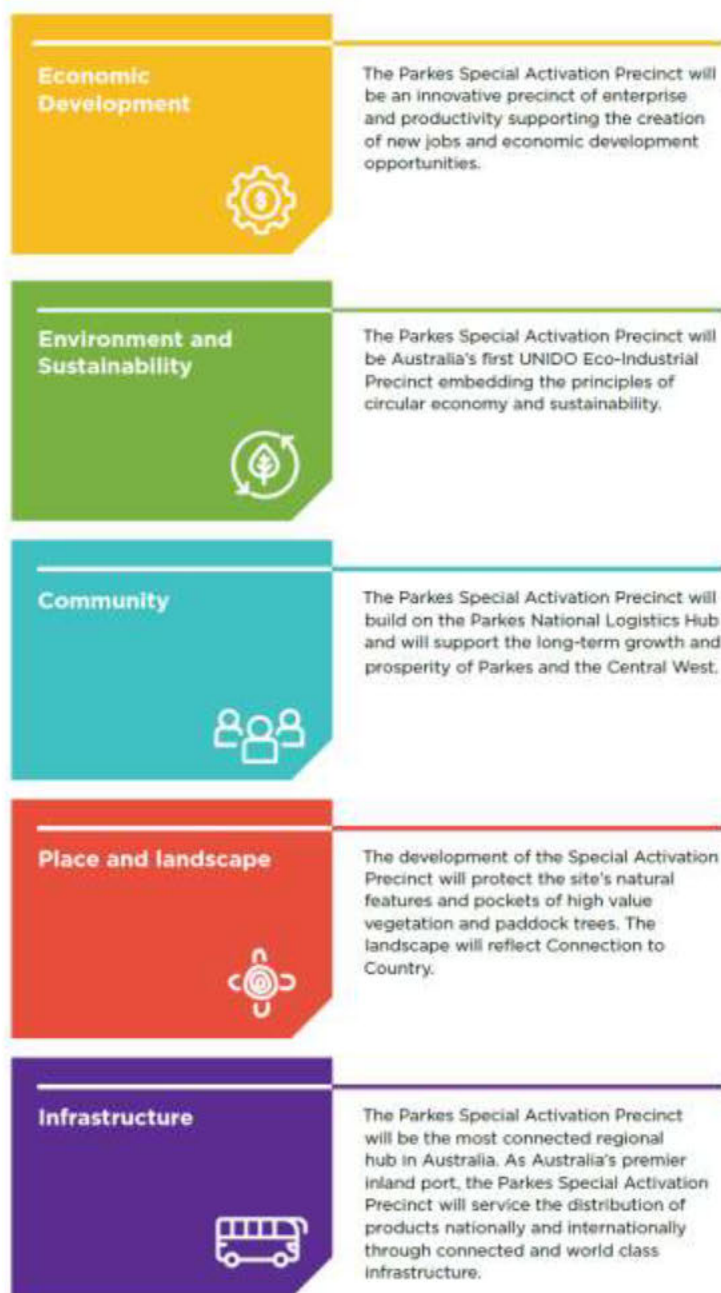 Economic
Development
The Parkes Special Activation Precinct will
be an innovative precinct of enterprise
and productivity supporting the creation
of new jobs and economic development
opportunities.
$
Environment and
Sustainability
The Parkes Special Activation Precinct will
be Australia's first UNIDO Eco-Industrial
Precinct embedding the principles of
circular economy and sustainability.
Community
The Parkes Special Activation Precinct will
build on the Parkes National Logistics Hub
and will support the long-term growth and
prosperity of Parkes and the Central West.
Place and landscape
The development of the Special Activation
Precinct will protect the site's natural
features and pockets of high value
vegetation and paddock trees. The
landscape will reflect Connection to
Country.
Infrastructure
The Parkes Special Activation Precinct
will be the most connected regional
hub in Australia. As Australia's premier
inland port, the Parkes Special Activation
Precinct will service the distribution of
products nationally and internationally
through connected and world class
infrastructure.